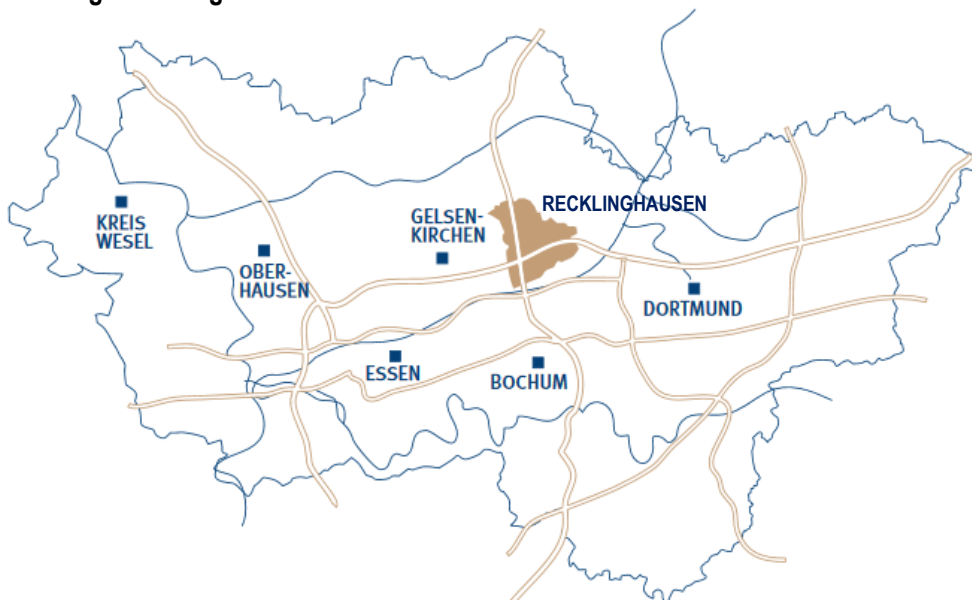 RECKLINGHAUSEN
GELSEN-
KIRCHEN
KREIS
WESEL
OBER-
HAUSEN
DORTMUND
ESSEN
BOCHUM